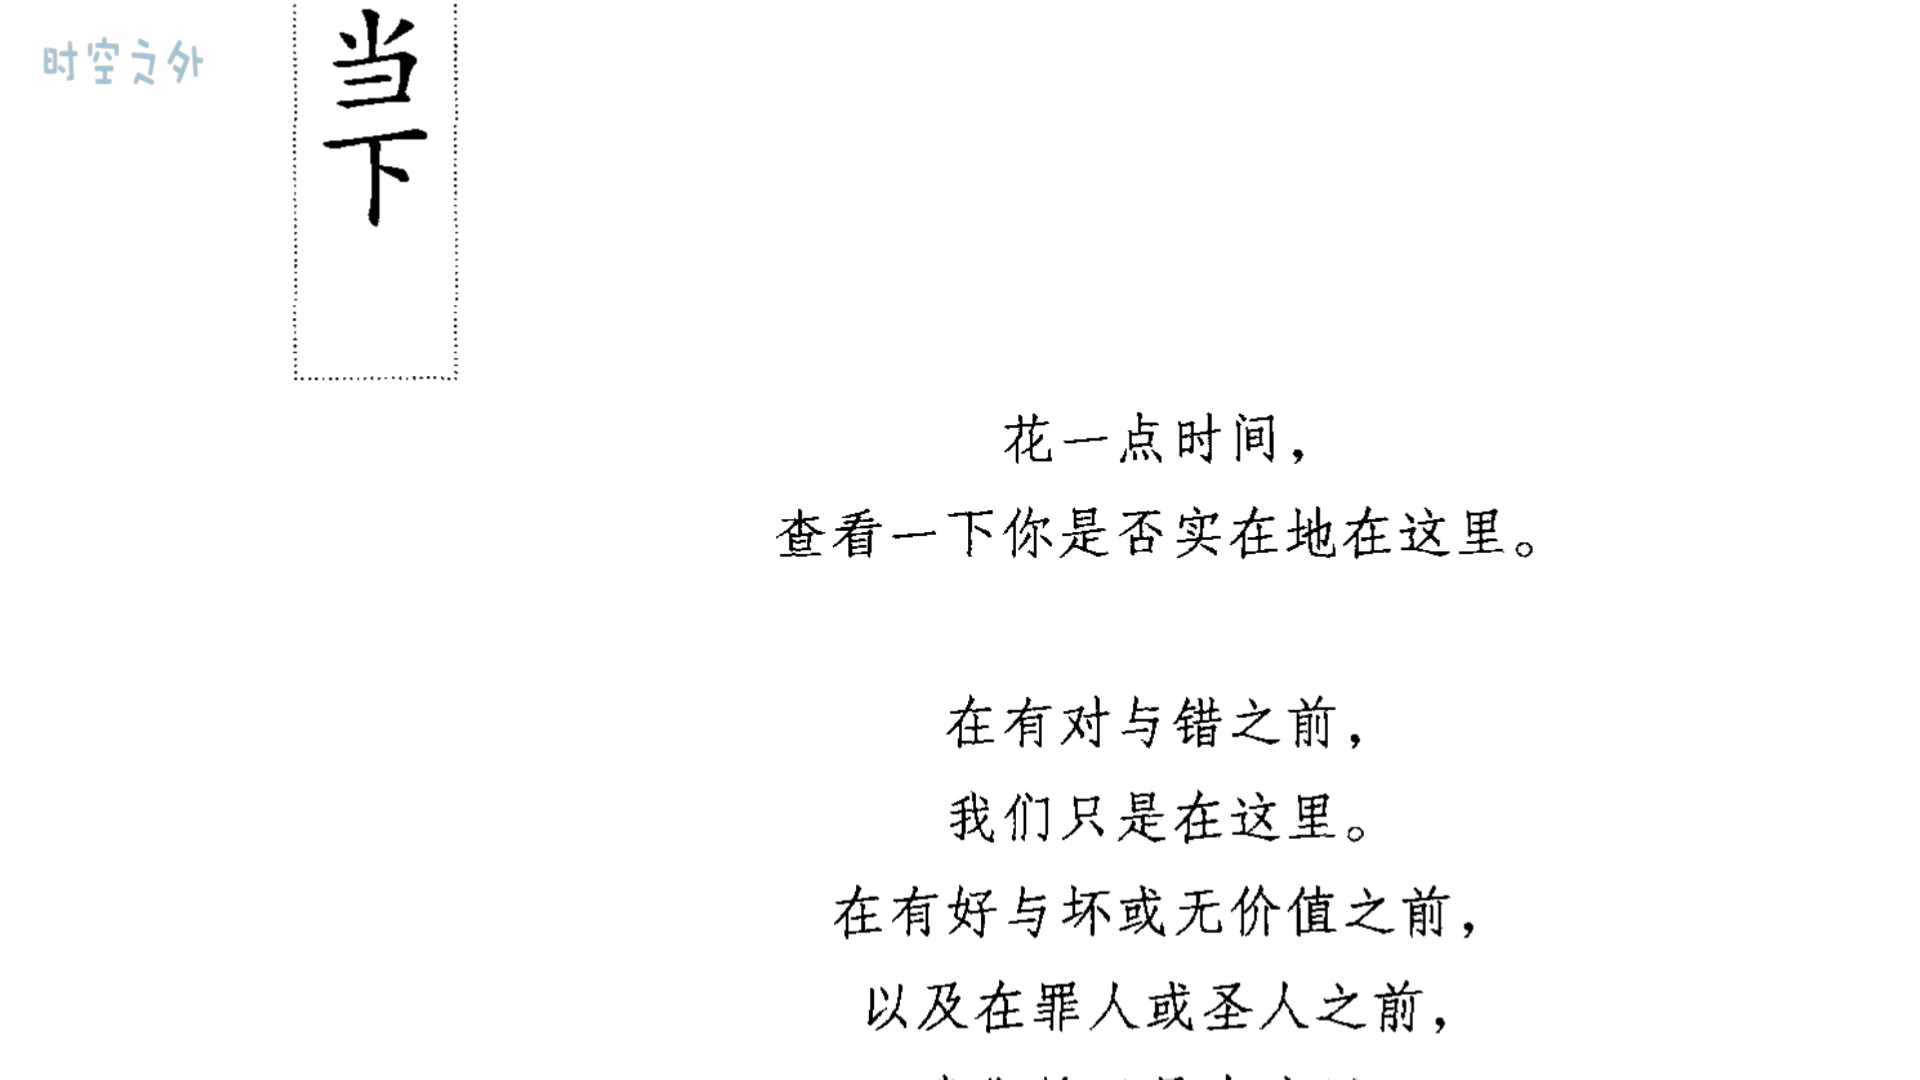 时空之外
当下
花一点时间，
查看一下你是否实在地在这里。
在有对与错之前，
我们只是在这里。
在有好与坏或无价值之前，
以及在罪人或圣人之前，